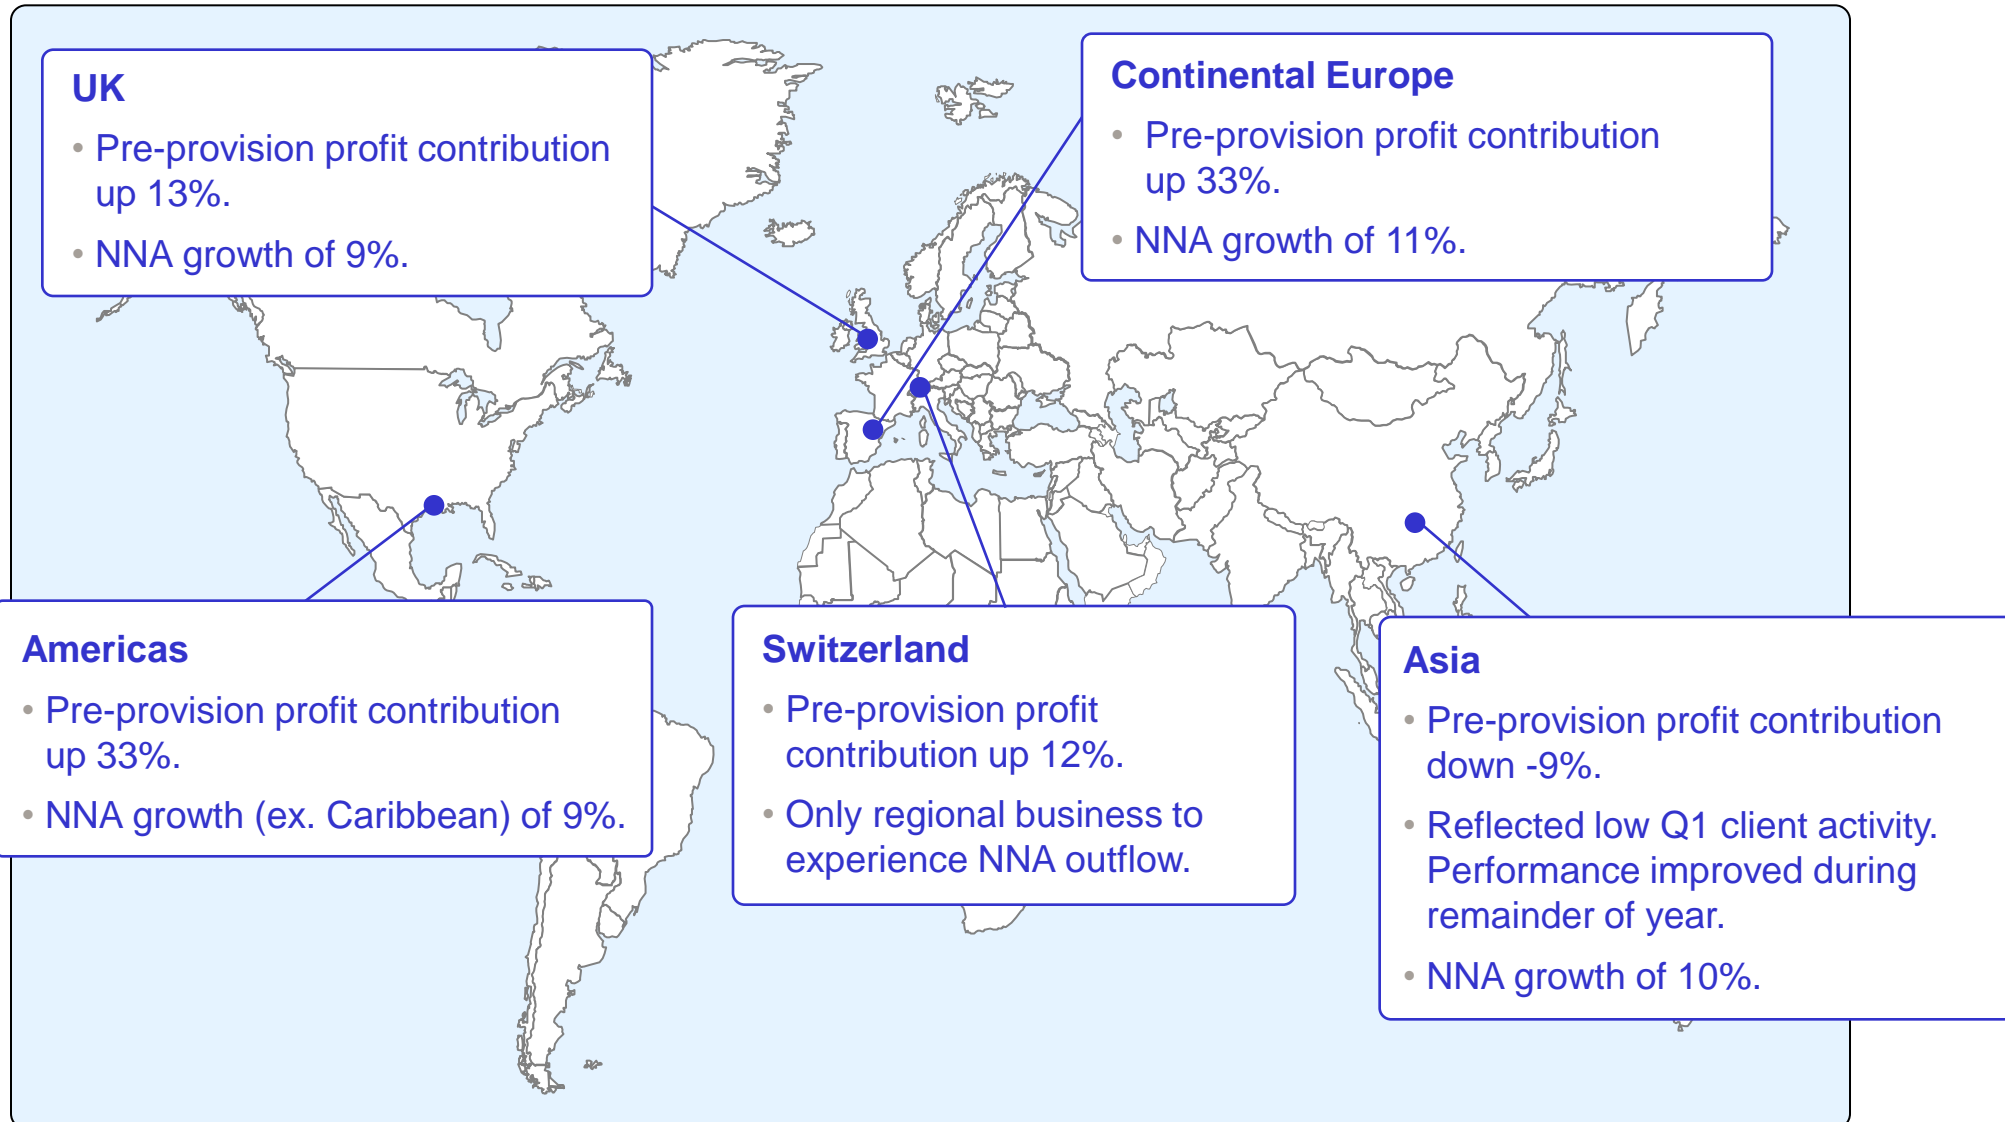 UK
• Pre-provision profit contribution
up 13%.
• NNA growth of 9%.
Continental Europe
• Pre-provision profit contribution
up 33%.
• NNA growth of 11%.
Americas
• Pre-provision profit contribution
up 33%.
• NNA growth (ex. Caribbean) of 9%.
Switzerland
• Pre-provision profit
contribution up 12%.
• Only regional business to
experience NNA outflow.
Asia
• Pre-provision profit contribution
down -9%.
• Reflected low Q1 client activity.
Performance improved during
remainder of year.
• NNA growth of 10%.